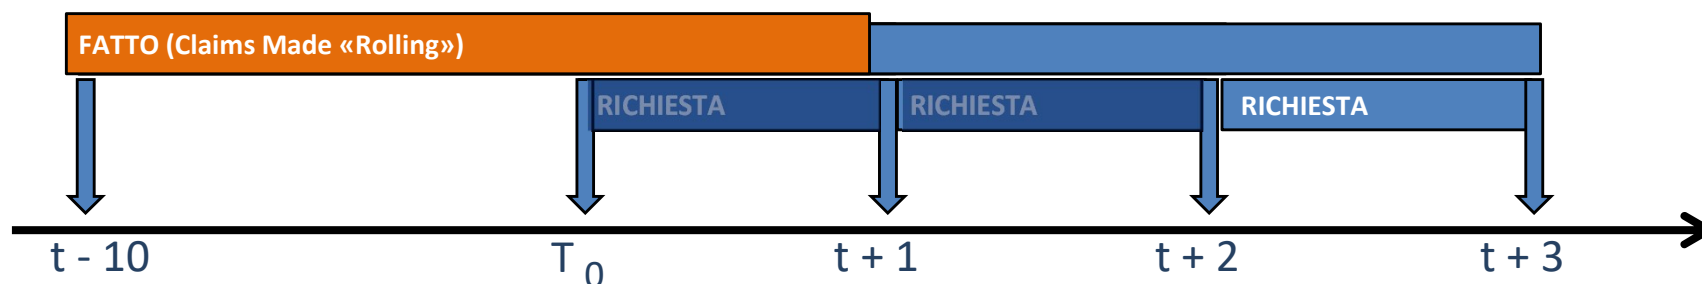 FATTO (Claims Made «Rolling»)
RICHIESTA RICHIESTA RICHIESTA
t - 10 T 0 t + 1 t + 2 t + 3